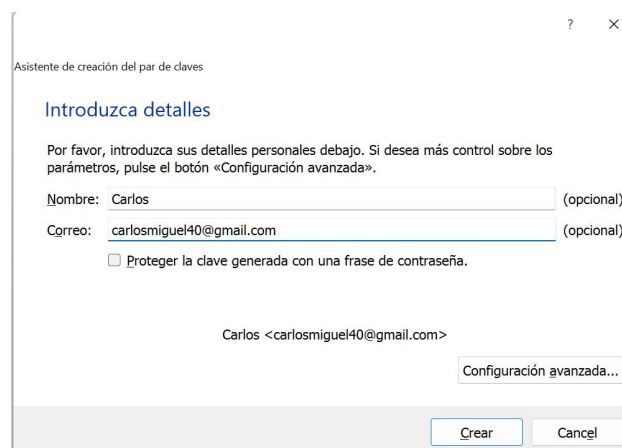 ?
Asistente de creación del par de claves
Introduzca detalles
Por favor, introduzca sus detalles personales debajo. Si desea más control sobre los
parámetros, pulse el botón «Configuración avanzada».
Nombre: Carlos (opcional)
Correo: carlosmiguel40@gmail.com (opcional)
Proteger la clave generada con una frase de contraseña.
Carlos <carlosmiguel40@gmail.com>
Configuración avanzada...
Crear Cancel